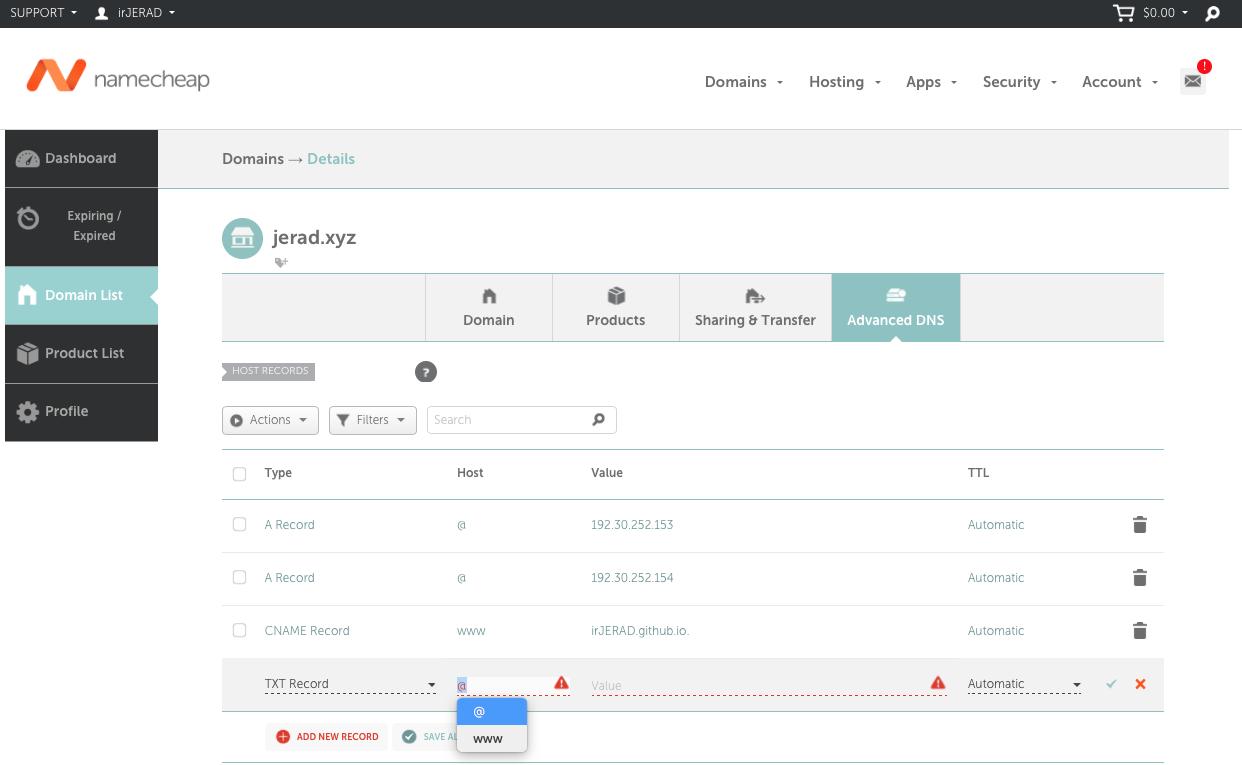 SUPPORT irJERAD $0.00
namecheap
Domains Hosting Apps Security Account !
Dashboard
Expiring /
Expired
Domain List
Product List
Profile
Domains → Details
jerad.xyz
Domain Products Sharing & Transfer Advanced DNS
HOST RECORDS ?
Actions Filters Search
Type Host Value TTL
A Record @ 192.30.252.153 Automatic
A Record @ 192.30.252.154 Automatic
CNAME Record www irJERAD.github.io. Automatic
TXT Record @ Value Automatic
@
www
ADD NEW RECORD SAVE AL